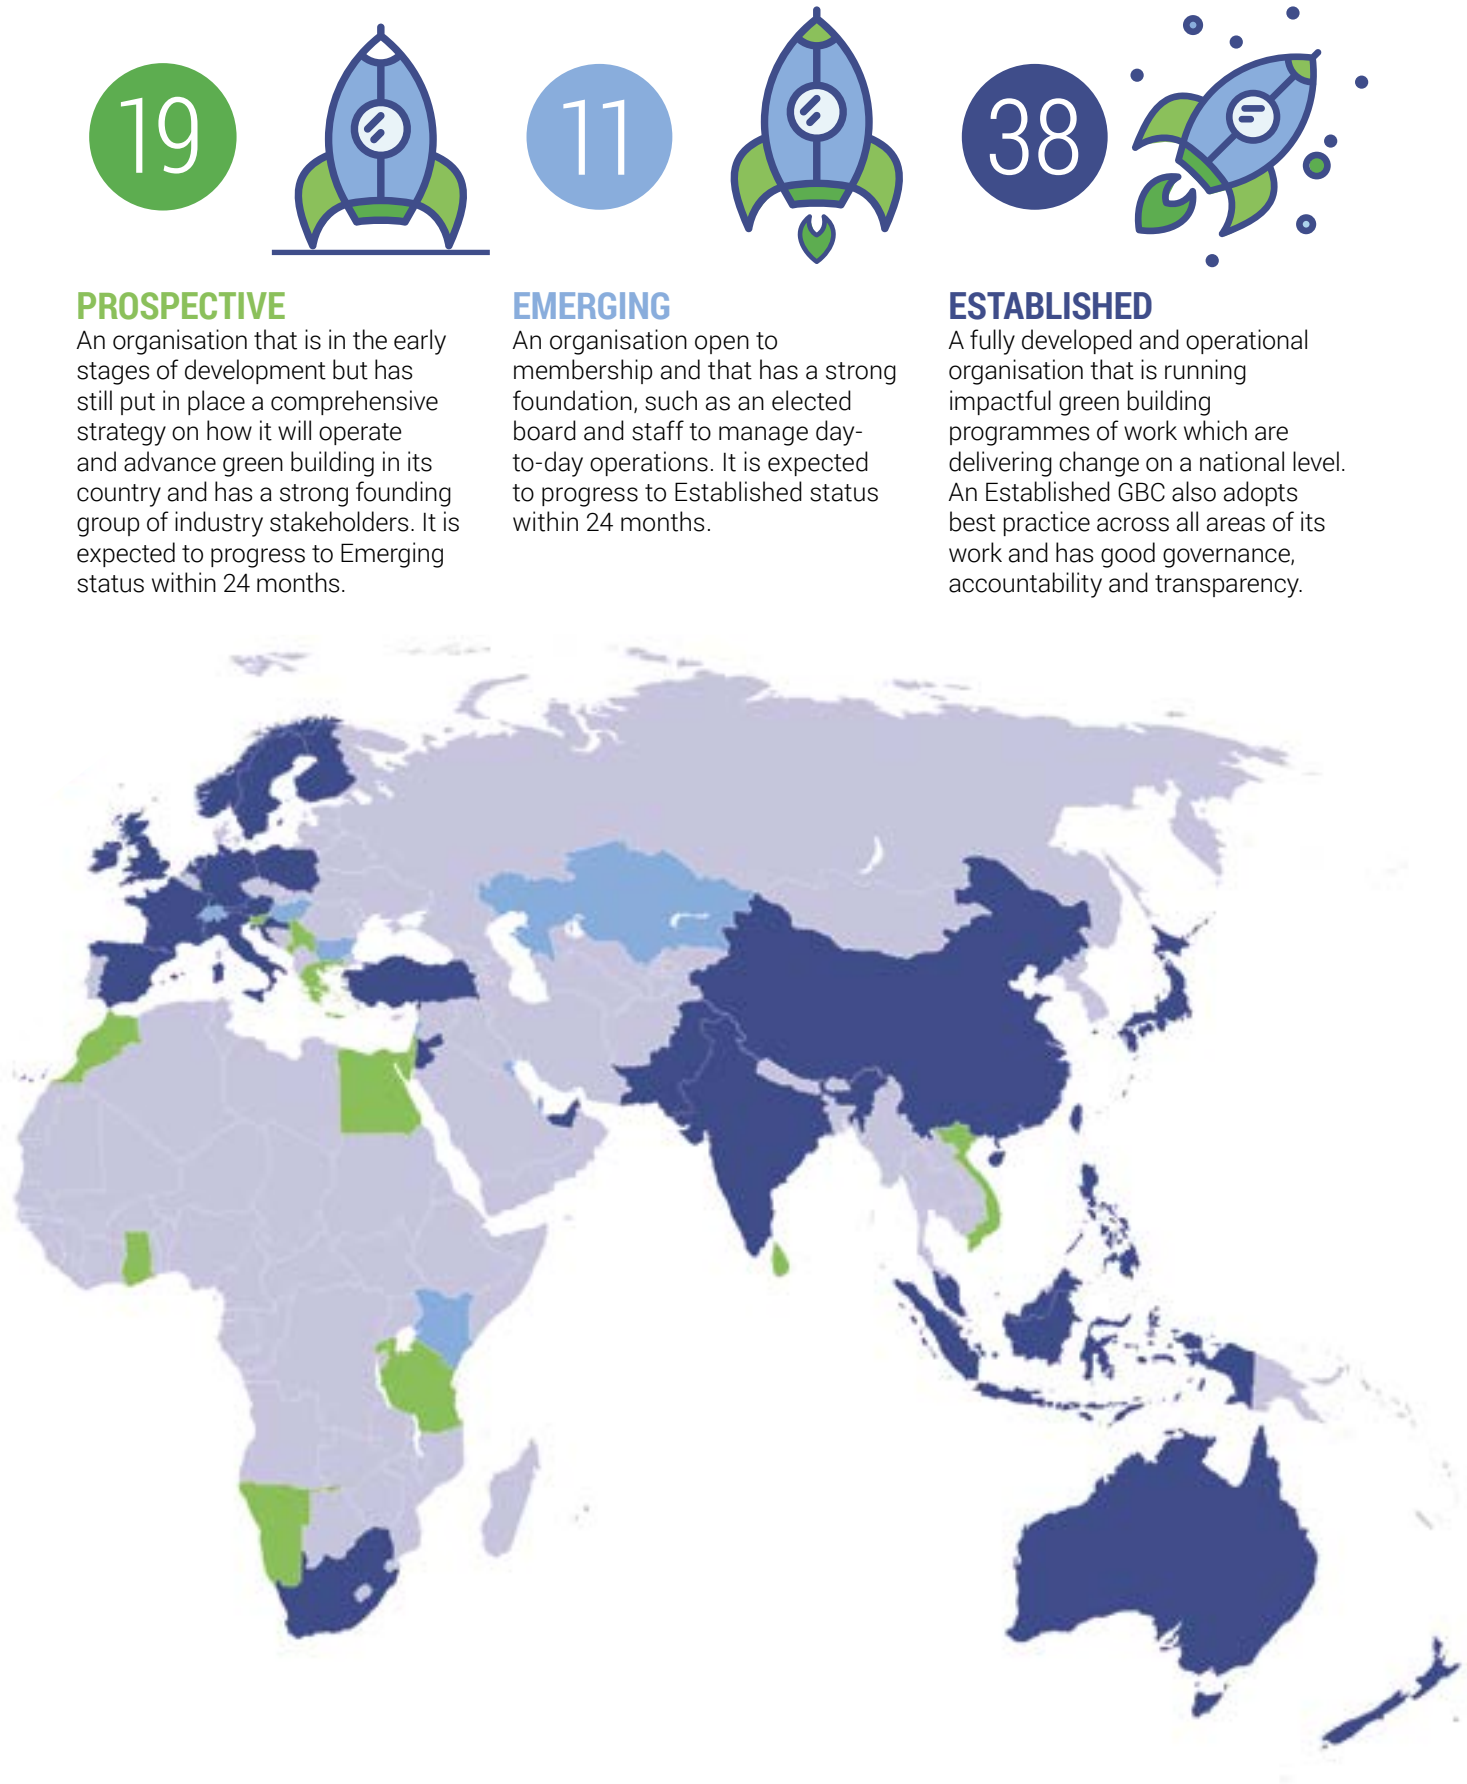 19
11
38
PROSPECTIVE
An organisation that is in the early
stages of development but has
still put in place a comprehensive
strategy on how it will operate
and advance green building in its
country and has a strong founding
group of industry stakeholders. It is
expected to progress to Emerging
status within 24 months.
EMERGING
An organisation open to
membership and that has a strong
foundation, such as an elected
board and staff to manage day-
to-day operations. It is expected
to progress to Established status
within 24 months.
ESTABLISHED
A fully developed and operational
organisation that is running
impactful green building
programmes of work which are
delivering change on a national level.
An Established GBC also adopts
best practice across all areas of its
work and has good governance,
accountability and transparency.